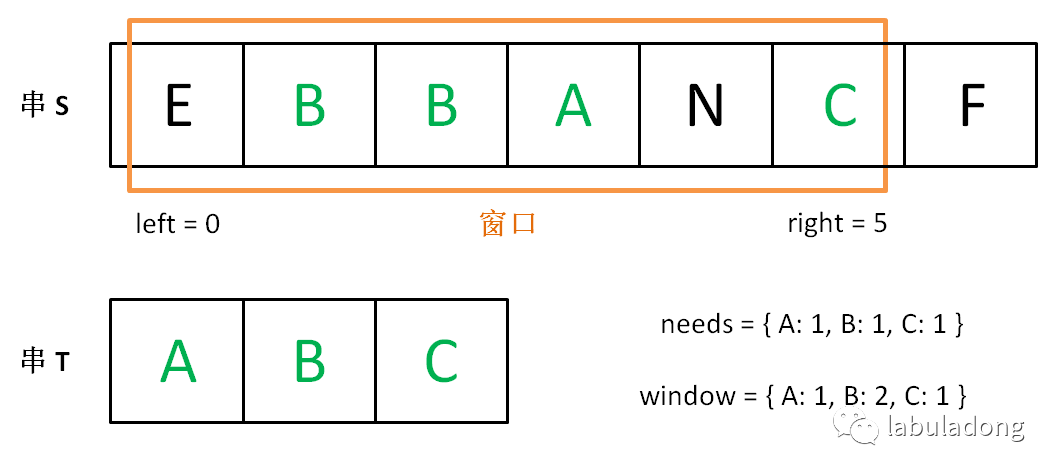 串 S E B B A N C F
left = 0 窗口 right = 5
串 T A B C
needs = { A: 1, B: 1, C: 1 }
window = { A: 1, B: 2, C: 1 }
labuladong